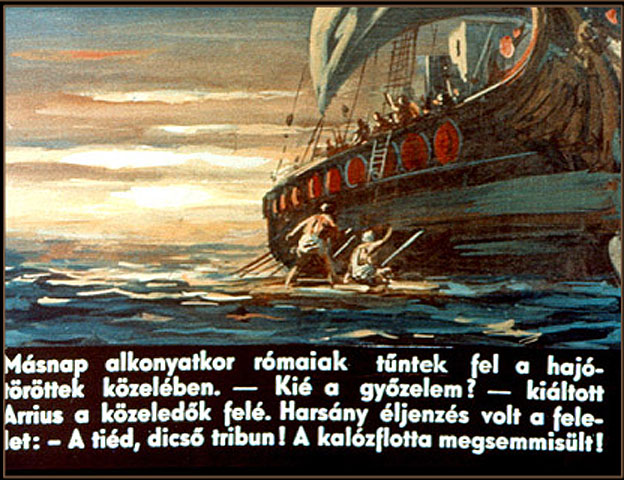 Másnap alkonyatkor rómaiak tűntek fel a hajó-
töröttek közelében. — Kié a győzelem? — kiáltott
Arrius a közeledők felé. Harsány éljenzés volt a fele-
let: – A tiéd, dicső tribun! A kalózflotta megsemmisült!